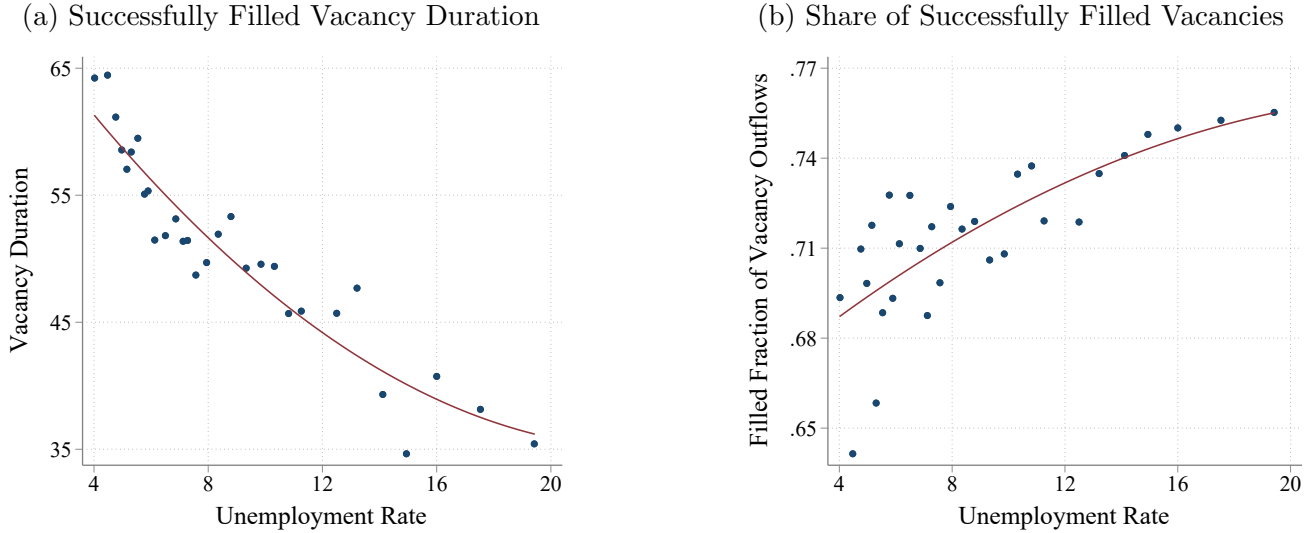 (a) Successfully Filled Vacancy Duration
65
55
45
35
Vacancy Duration
4 8 12 16 20
Unemployment Rate
(b) Share of Successfully Filled Vacancies
.77
.74
.71
.68
.65
Filled Fraction of Vacancy Outflows
4 8 12 16 20
Unemployment Rate